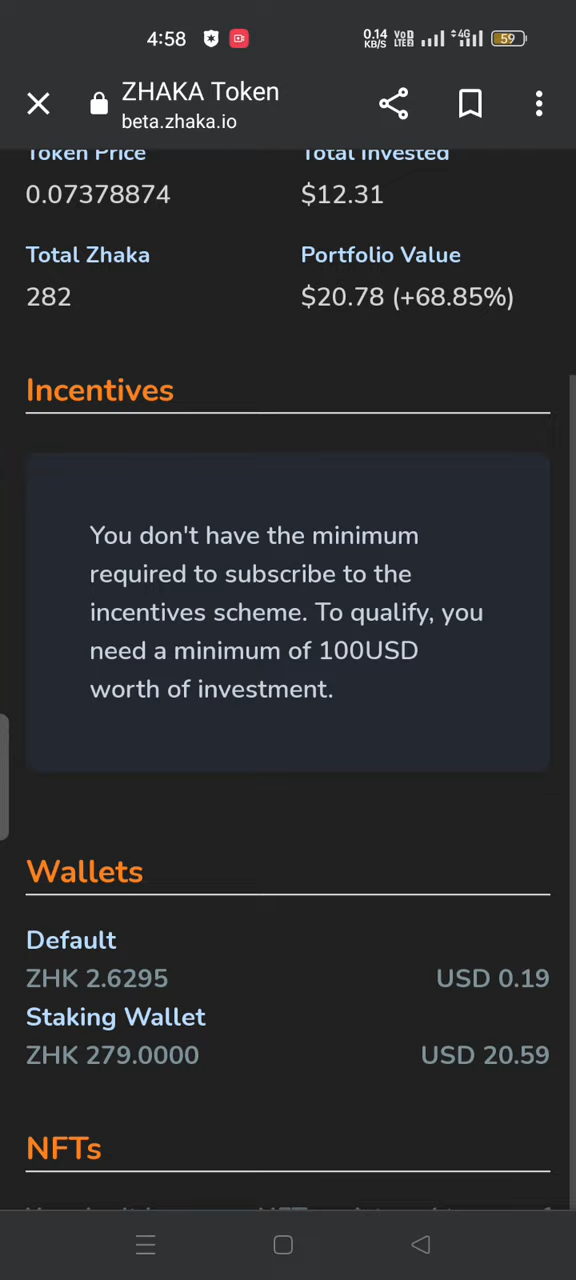 4:58 0.14 KB/S VoD LTE2 4G 59
ZHAKA Token
beta.zhaka.io
Token Price Total Invested
0.07378874 $12.31
Total Zhaka Portfolio Value
282 $20.78 (+68.85%)
Incentives
You don't have the minimum
required to subscribe to the
incentives scheme. To qualify, you
need a minimum of 100USD
worth of investment.
Wallets
Default
ZHK 2.6295 USD 0.19
Staking Wallet
ZHK 279.0000 USD 20.59
NFTs